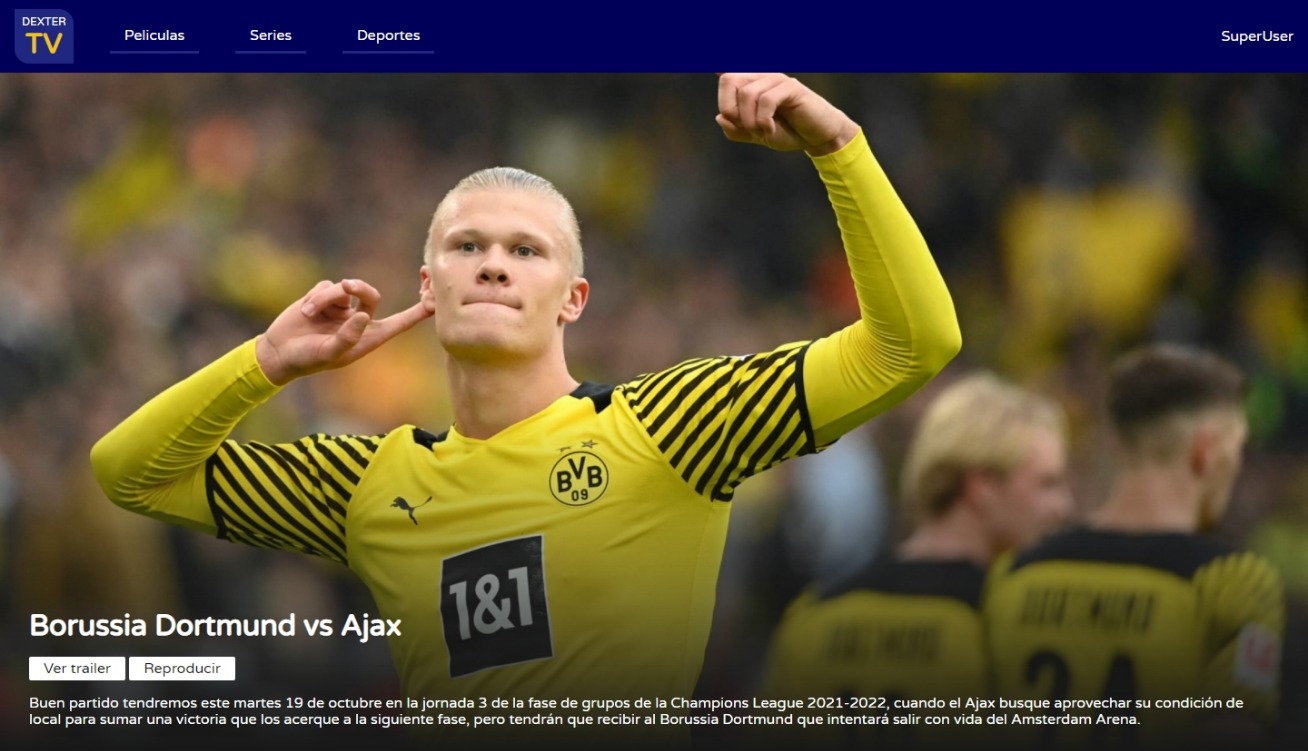 DEXTER
TV
Peliculas
Series
Deportes
SuperUser
BVB
09
1&1
Borussia Dortmund vs Ajax
Ver trailer
Reproducir
Buen partido tendremos este martes 19 de octubre en la jornada 3 de la fase de grupos de la Champions League 2021-2022, cuando el Ajax busque aprovechar su condición de
local para sumar una victoria que los acerque a la siguiente fase, pero tendrán que recibir al Borussia Dortmund que intentará salir con vida del Amsterdam Arena.